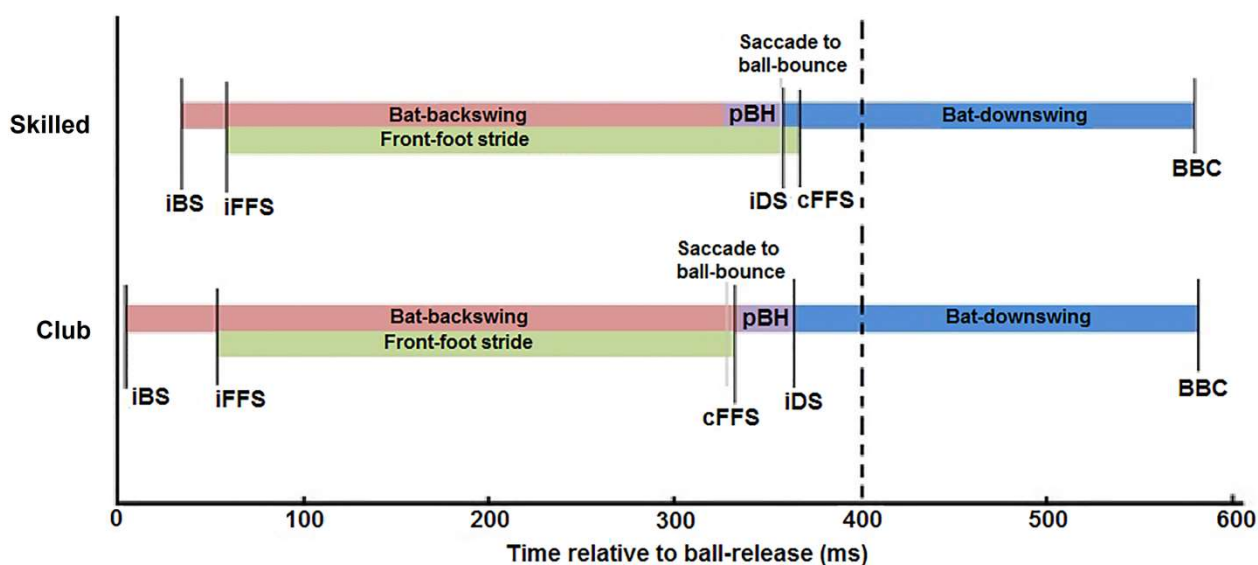 Saccade to
ball-bounce
Skilled
Bat-backswing
pBH
Bat-downswing
Front-foot stride
iBS
iFFS
iDS
cFFS
BBC
Saccade to
ball-bounce
Club
Bat-backswing
pBH
Bat-downswing
Front-foot stride
iBS
iFFS
cFFS
iDS
BBC
0 100 200 300 400 500 600
Time relative to ball-release (ms)